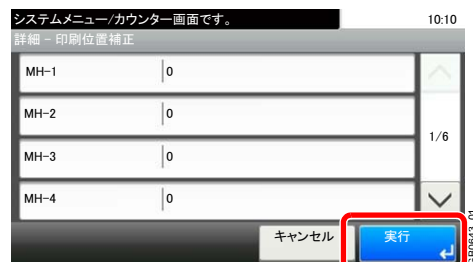 システムメニュー/カウンター画面です。 10:10
詳細 - 印刷位置補正
MH-1 0
MH-2 0
1/6
MH-3 0
MH-4 0
キャンセル 実行